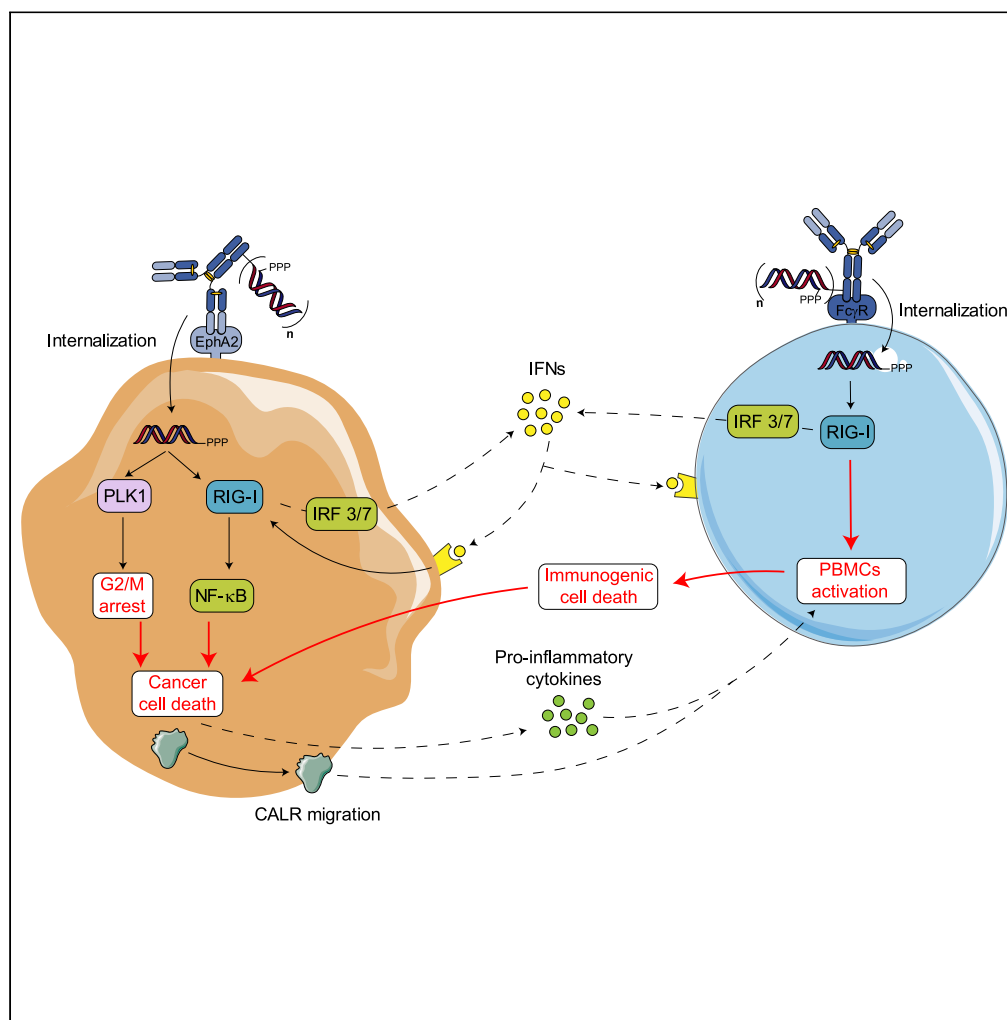 PPP
n
EphA2
Internalization
PPP
PLK1
RIG-I
IRF 3/7
G2/M
arrest
NF-κB
Cancer
cell death
CALR migration
IFNs
Immunogenic
cell death
Pro-inflammatory
cytokines
n
PPP
FcγR
Internalization
PPP
IRF 3/7
RIG-I
PBMCs
activation